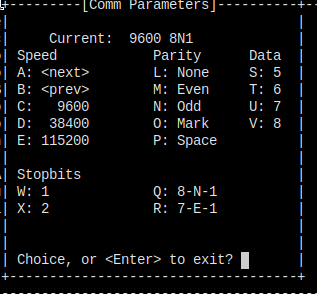 +---------[Comm Parameters]----------+
Current:  9600 8N1
Speed            Parity      Data
A: <next>        L: None     S: 5
B: <prev>        M: Even     T: 6
C:   9600        N: Odd      U: 7
D:  38400        O: Mark     V: 8
E: 115200        P: Space
Stopbits
W: 1             Q: 8-N-1
X: 2             R: 7-E-1
Choice, or <Enter> to exit?